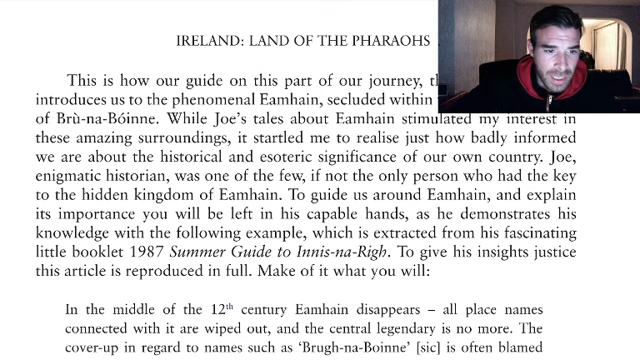 IRELAND: LAND OF THE PHARAOHS
This is how our guide on this part of our journey,
introduces us to the phenomenal Eamhain, secluded within
of Brù-na-Bóinne. While Joe's tales about Eamhain stimulated my interest in
these amazing surroundings, it startled me to realise just how badly informed
we are about the historical and esoteric significance of our own country. Joe,
enigmatic historian, was one of the few, if not the only person who had the key
to the hidden kingdom of Eamhain. To guide us around Eamhain, and explain
its importance you will be left in his capable hands, as he demonstrates his
knowledge with the following example, which is extracted from his fascinating
little booklet 1987 Summer Guide to Innis-na-Righ. To give his insights justice
this article is reproduced in full. Make of it what you will:
In the middle of the 12th century Eamhain disappears – all place names
connected with it are wiped out, and the central legendary is no more. The
cover-up in regard to names such as 'Brugh-na-Boinne' [sic] is often blamed